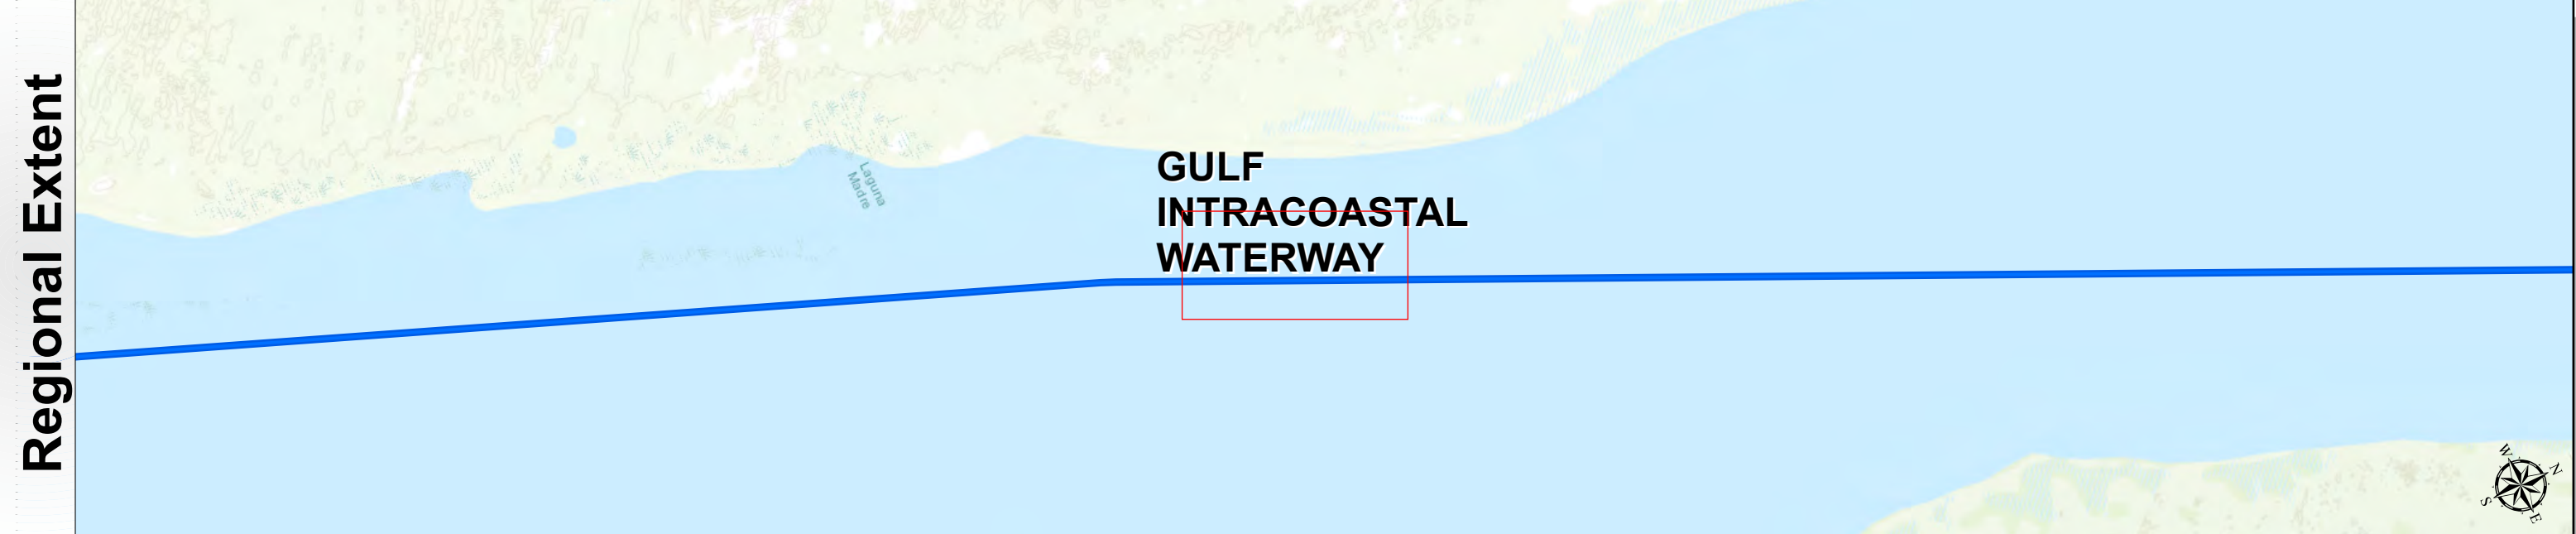 Regional Extent
GULF
INTRACOASTAL
WATERWAY
Laguna
Madre
W
N
S
E